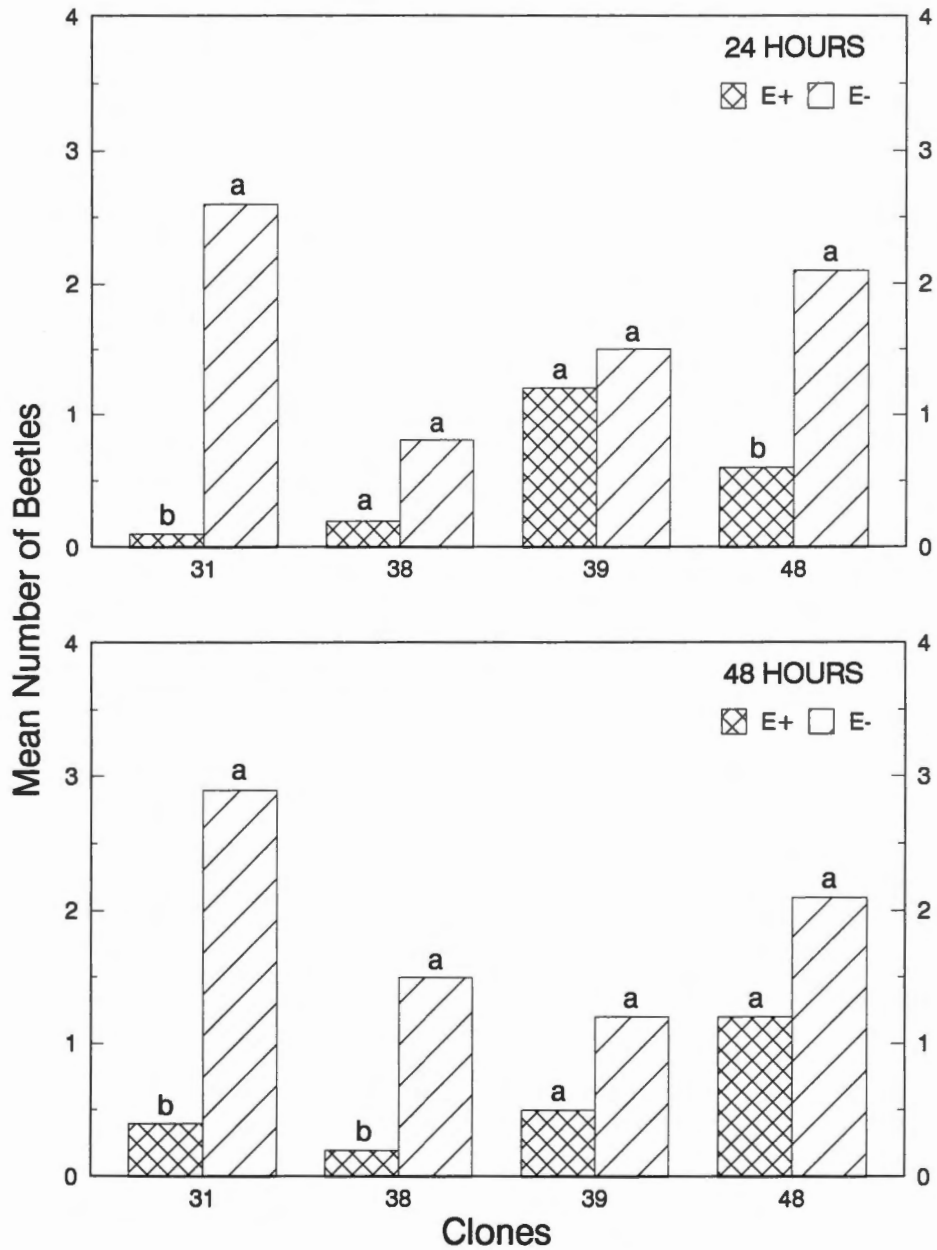 Mean Number of Beetles
4 4
24 HOURS
E+ E-
3 3
a
a
2 2
a
a
a
1 1
a
b
a
b
0 0
31 38 39 48
4 4
48 HOURS
E+ E-
3 3
a
a
2 2
a
a
a
1 1
a
b
b
0 0
31 38 39 48
Clones